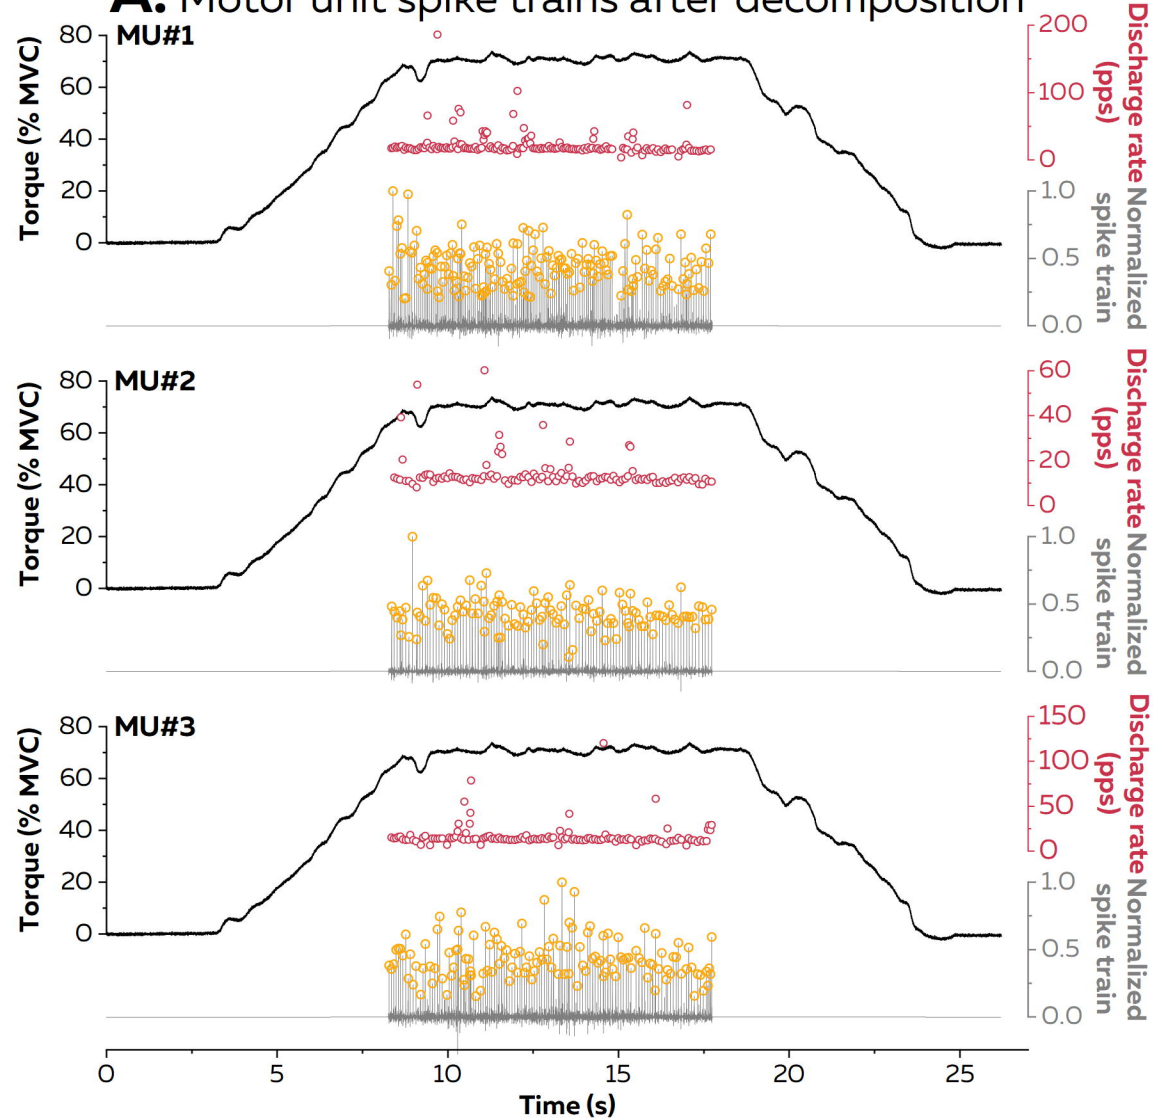 A. Motor unit spike trains after decomposition
MU#1
Torque (% MVC)
80
60
40
20
0
200
100
0
Discharge rate
(pps)
1.0
0.5
0.0
Normalized
spike train
MU#2
Torque (% MVC)
80
60
40
20
0
60
40
20
0
Discharge rate
(pps)
1.0
0.5
0.0
Normalized
spike train
MU#3
Torque (% MVC)
80
60
40
20
0
150
100
50
0
Discharge rate
(pps)
1.0
0.5
0.0
Normalized
spike train
0 5 10 15 20 25
Time (s)